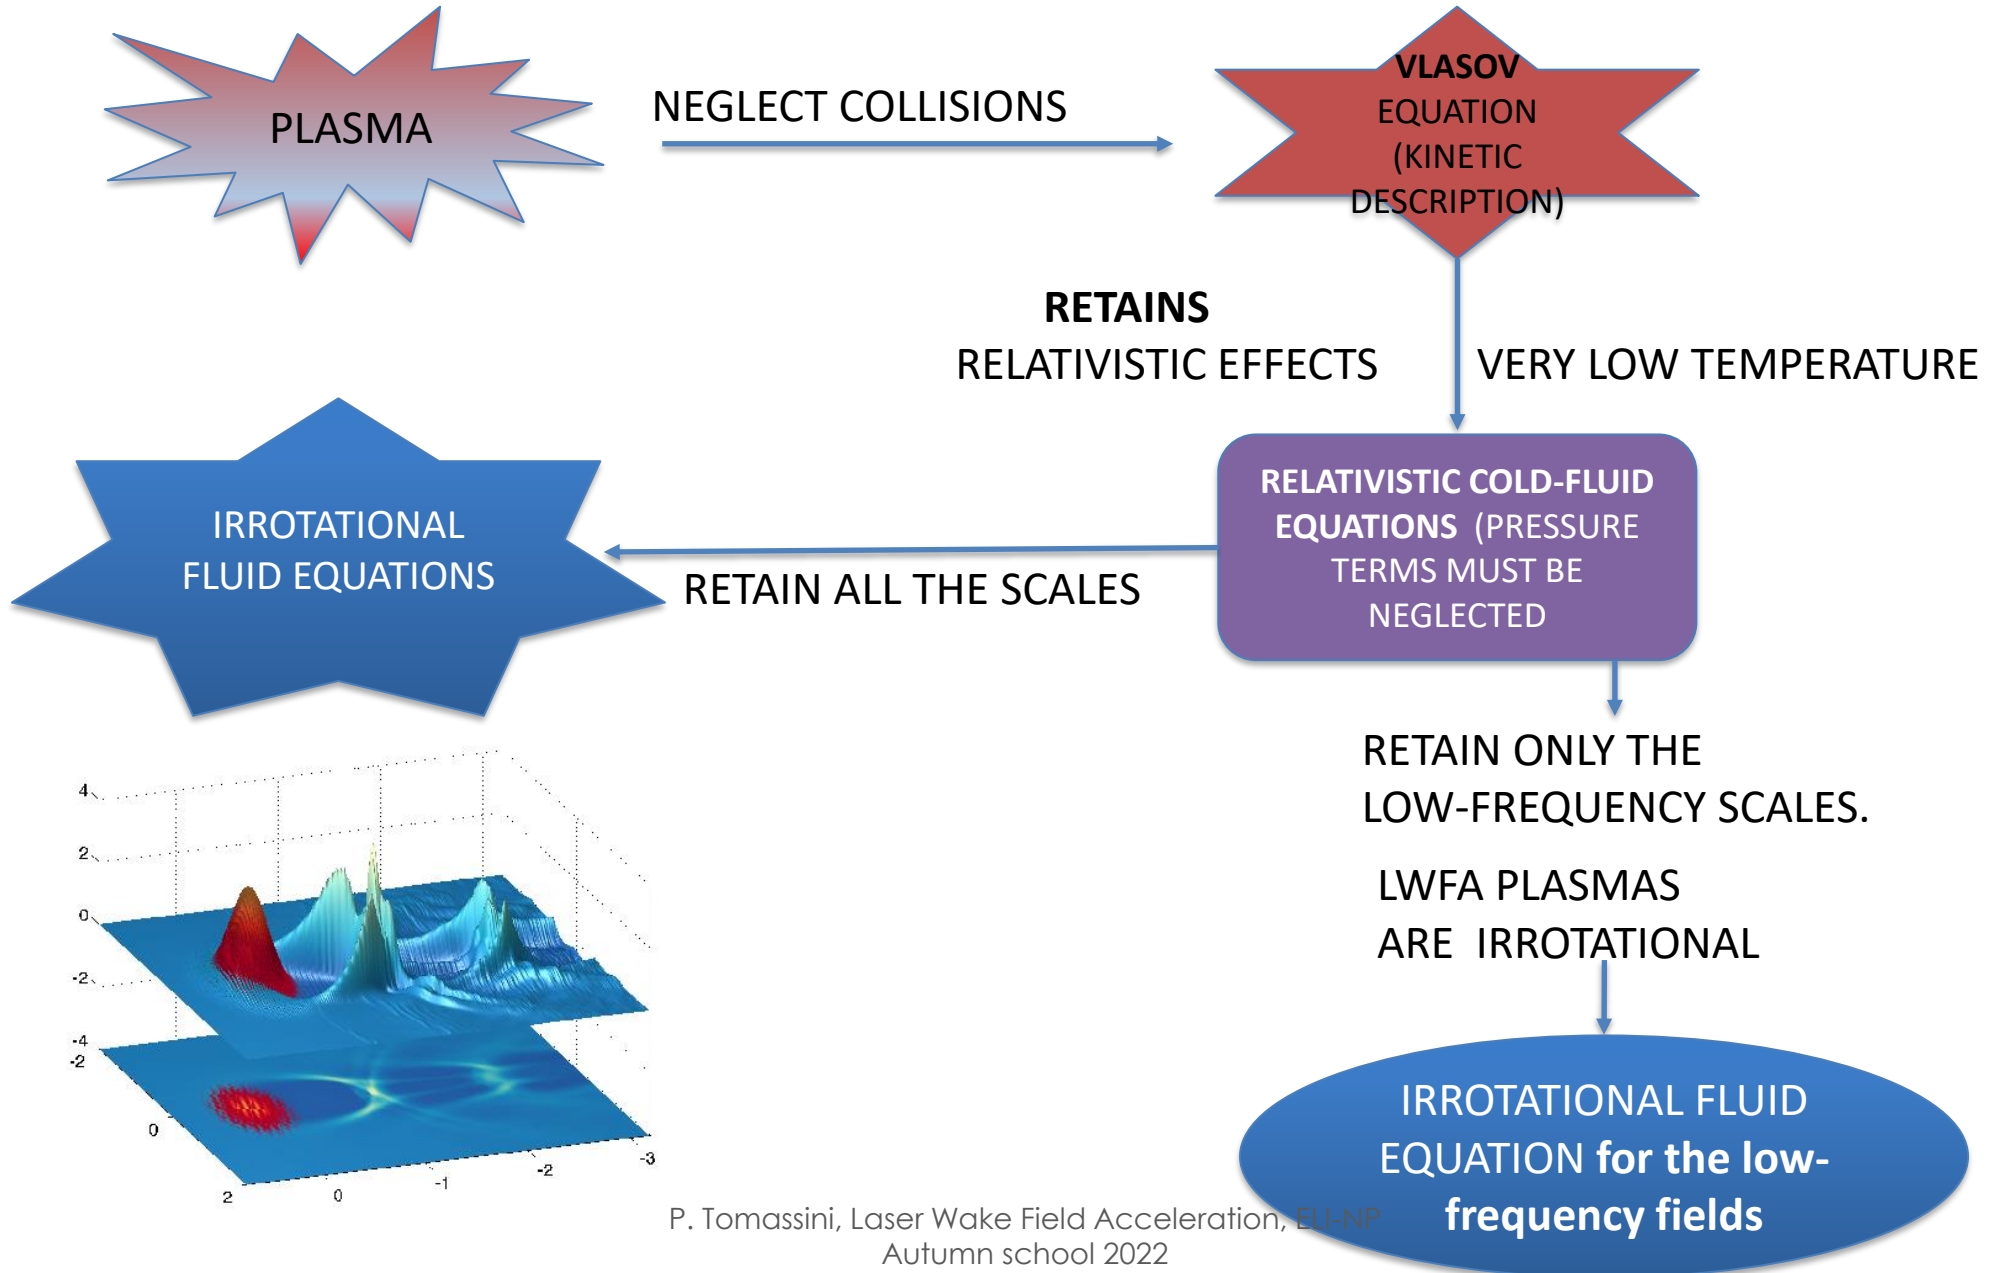 PLASMA
NEGLECT COLLISIONS
VLASOV
EQUATION
(KINETIC
DESCRIPTION)
RETAINS
RELATIVISTIC EFFECTS
VERY LOW TEMPERATURE
IRROTATIONAL
FLUID EQUATIONS
RETAIN ALL THE SCALES
RELATIVISTIC COLD-FLUID
EQUATIONS (PRESSURE
TERMS MUST BE
NEGLECTED
RETAIN ONLY THE
LOW-FREQUENCY SCALES.
LWFA PLASMAS
ARE IRROTATIONAL
4
2
0
-2
-4
-2
0
2
0
-1
-2
-3
IRROTATIONAL FLUID
EQUATION for the low-
frequency fields
P. Tomassini, Laser Wake Field Acceleration, ELI-NP
Autumn school 2022